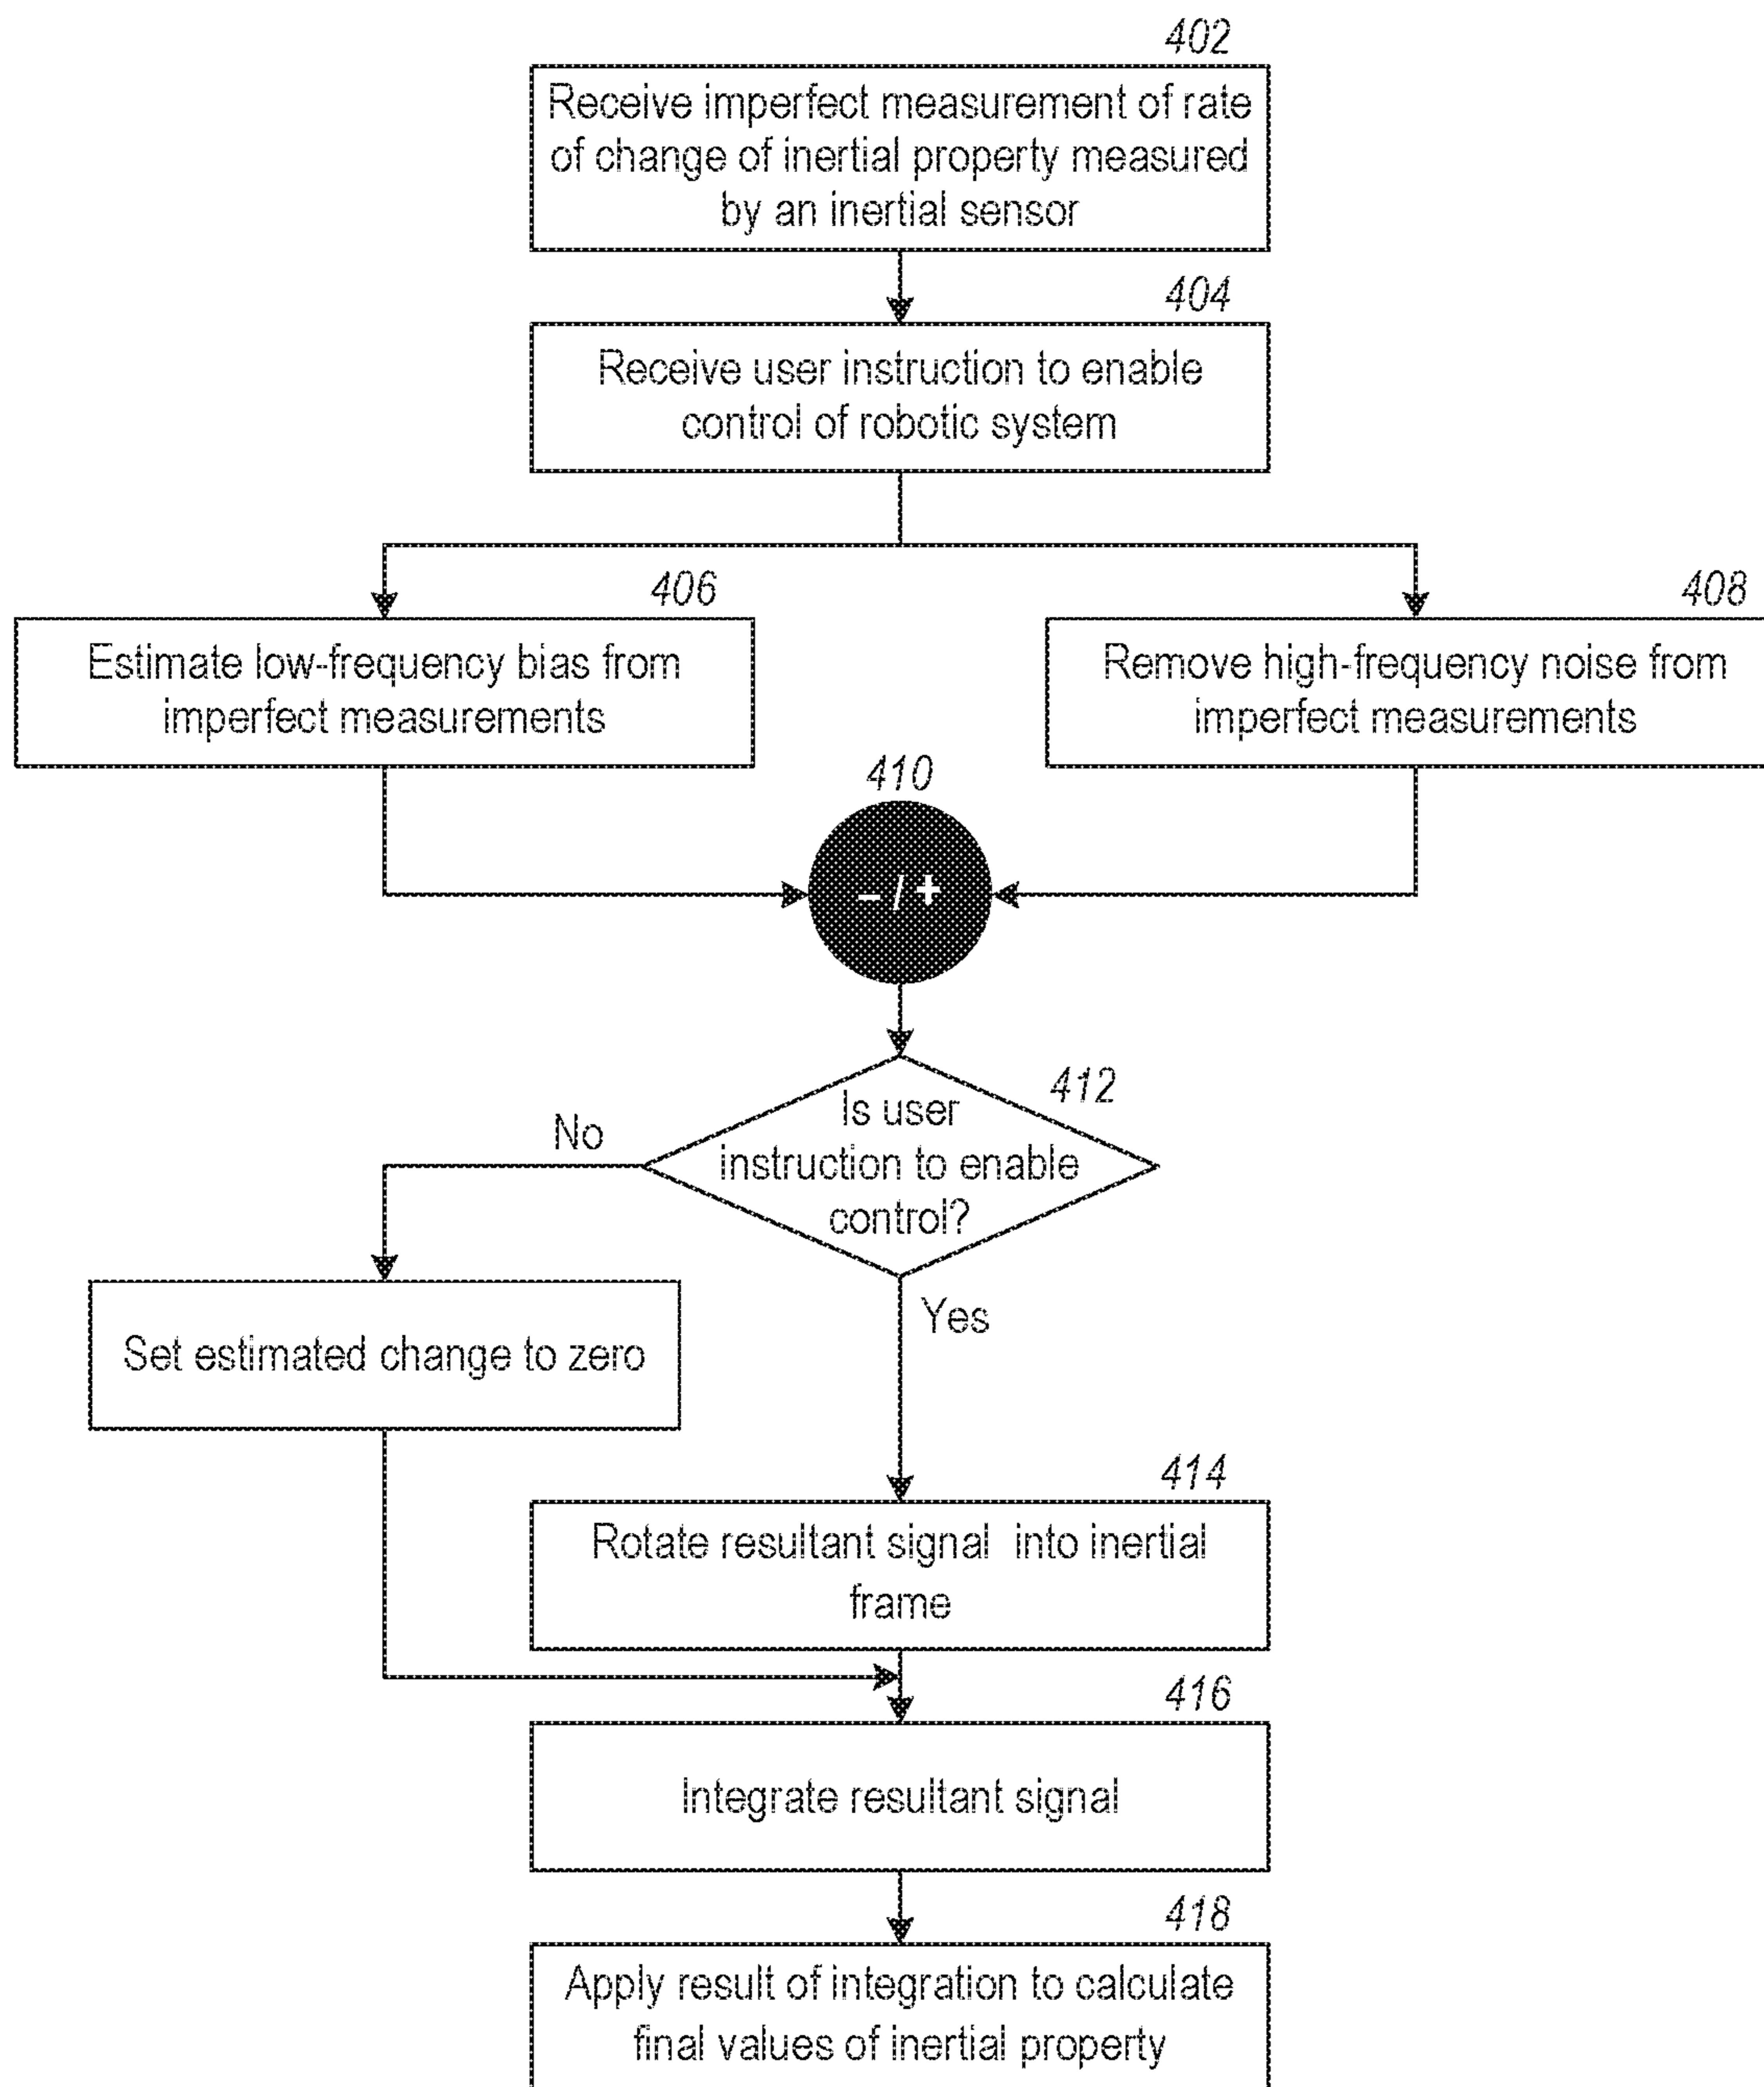 402
Receive imperfect measurement of rate
of change of inertial property measured
by an inertial sensor
404
Receive user instruction to enable
control of robotic system
406
Estimate low-frequency bias from
imperfect measurements
408
Remove high-frequency noise from
imperfect measurements
410
– / +
412
Is user
instruction to enable
control?
No
Yes
Set estimated change to zero
414
Rotate resultant signal into inertial
frame
416
Integrate resultant signal
418
Apply result of integration to calculate
final values of inertial property